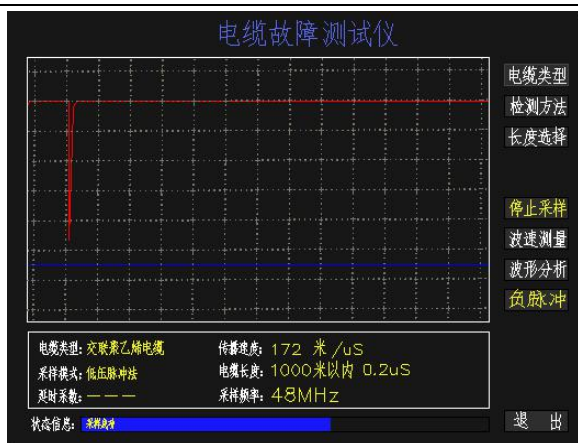 电缆故障测试仪
电缆类型
检测方法
长度选择
停止采样
波速测量
波形分析
负脉冲
电缆类型: 交联聚乙烯电缆 传播速度: 172 米/uS
采样模式: 低压脉冲法 电缆长度: 1000米以内 0.2uS
延时系数: ——— 采样频率: 48MHz
状态信息:
退 出